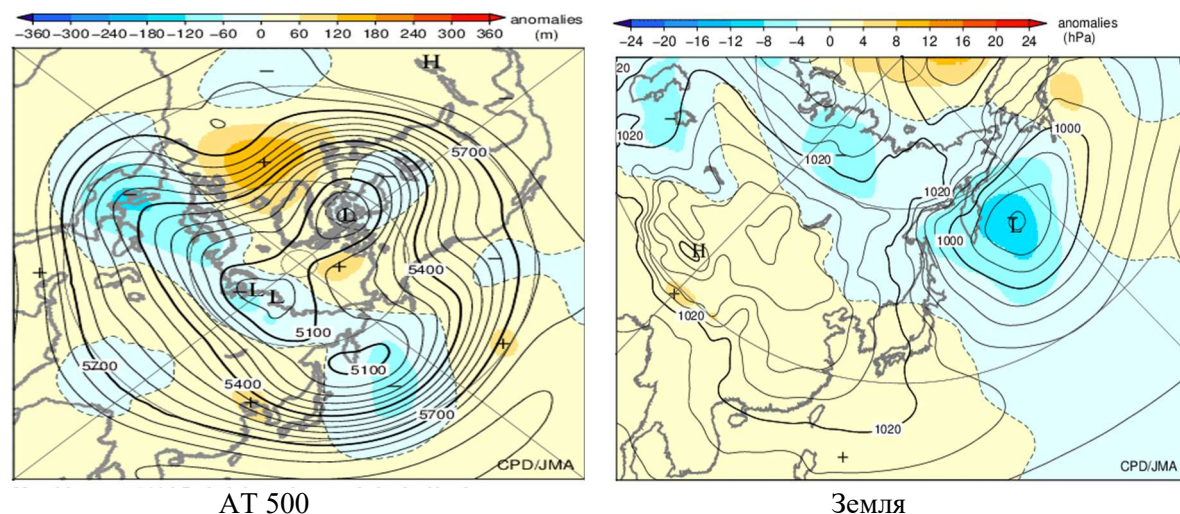 anomalies
−360 −300 −240 −180 −120 −60 0 60 120 180 240 300 360 (m)
H
−
5700
+
−
−
L
+
5400
−
+
−L
L
5100
+
5100
−
5700
5400
+
5700
CPD/JMA
AT 500
anomalies
−24 −20 −16 −12 −8 −4 0 4 8 12 16 20 24 (hPa)
20
−
1020
1020
−
1000
1020
L
1000
H
+
1020
1020
+
CPD/JMA
Земля